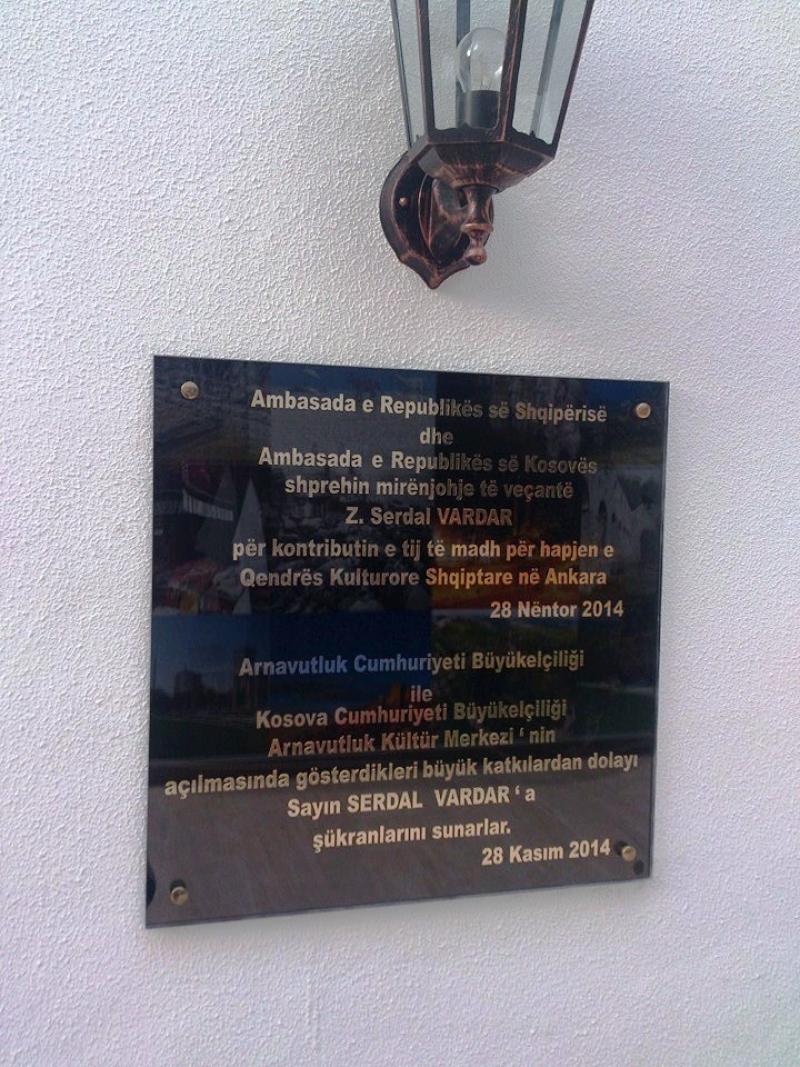 Ambasada e Republikës së Shqipërisë
dhe
Ambasada e Republikës së Kosovës
shprehin mirënjohje të veçantë
Z. Serdal VARDAR
për kontributin e tij të madh për hapjen e
Qendrës Kulturore Shqiptare në Ankara
28 Nëntor 2014
Arnavutluk Cumhuriyeti Büyükelçiliği
ile
Kosova Cumhuriyeti Büyükelçiliği
Arnavutluk Kültür Merkezi ‘ nin
açılmasında gösterdikleri büyük katkılardan dolayı
Sayın SERDAL VARDAR ‘ a
şükranlarını sunarlar.
28 Kasım 2014